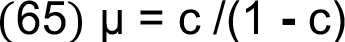 (65) µ = c /(1 - c)